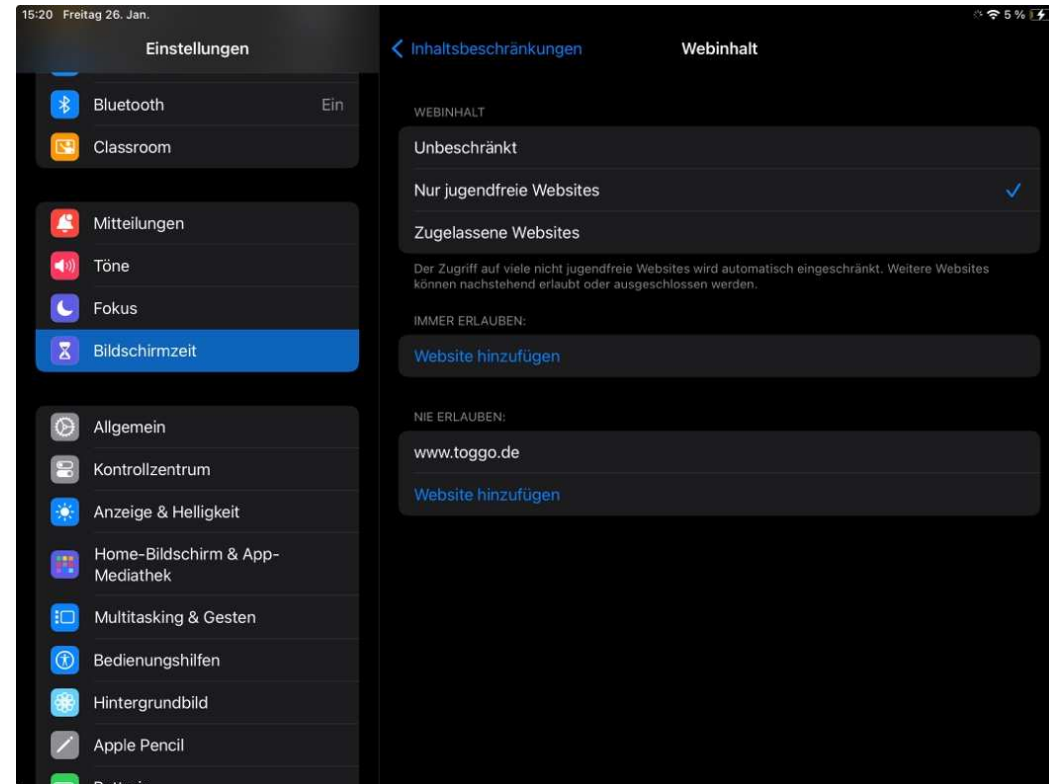 15:20 Freitag 26. Jan.
5 %
Einstellungen
Bluetooth
Ein
Classroom
Mitteilungen
Töne
Fokus
Bildschirmzeit
Allgemein
Kontrollzentrum
Anzeige & Helligkeit
Home-Bildschirm & App-
Mediathek
Multitasking & Gesten
Bedienungshilfen
Hintergrundbild
Apple Pencil
Inhaltsbeschränkungen
Webinhalt
WEBINHALT
Unbeschränkt
Nur jugendfreie Websites
Zugelassene Websites
Der Zugriff auf viele nicht jugendfreie Websites wird automatisch eingeschränkt. Weitere Websites
können nachstehend erlaubt oder ausgeschlossen werden.
IMMER ERLAUBEN:
Website hinzufügen
NIE ERLAUBEN:
www.toggo.de
Website hinzufügen